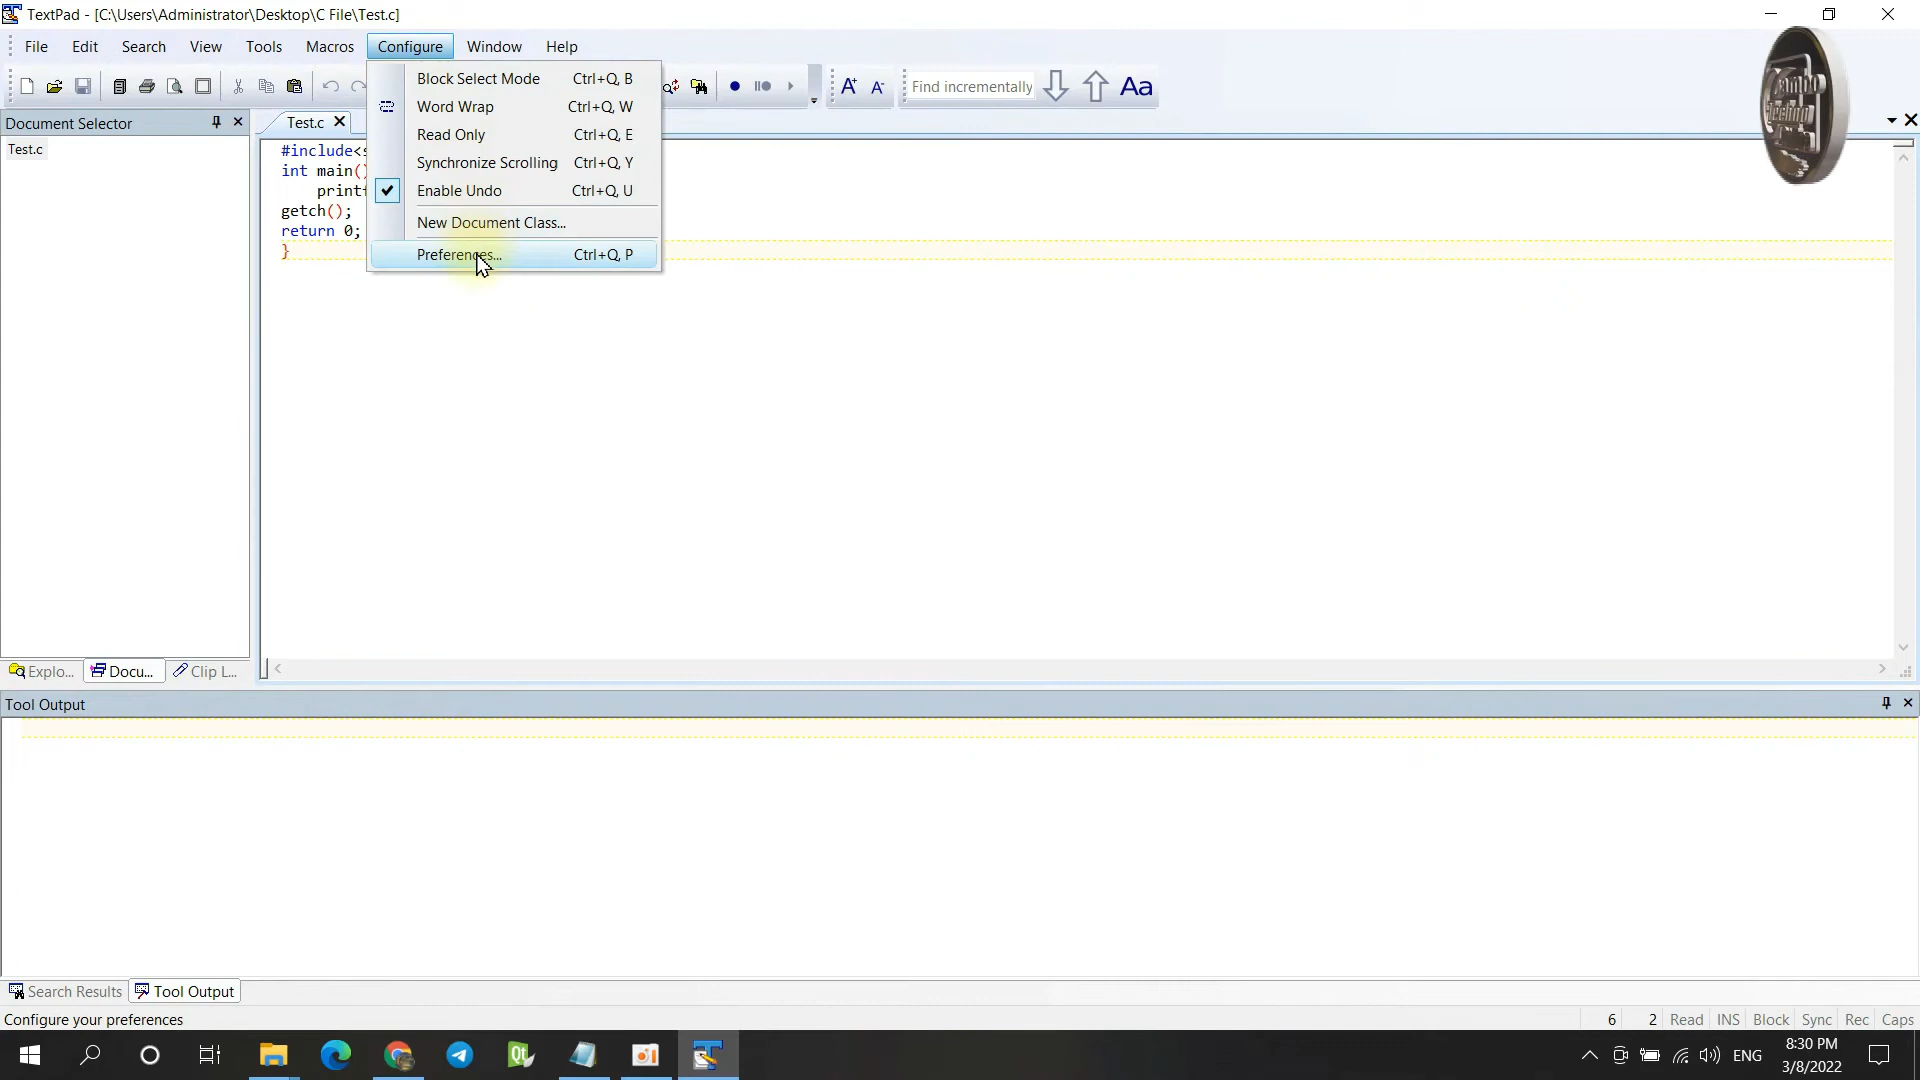 TextPad - [C:\Users\Administrator\Desktop\C File\Test.c]
File Edit Search View Tools Macros Configure Window Help
Find incrementally Aa
Block Select Mode Ctrl+Q, B
Word Wrap Ctrl+Q, W
Read Only Ctrl+Q, E
Synchronize Scrolling Ctrl+Q, Y
Enable Undo Ctrl+Q, U
New Document Class...
Preferences... Ctrl+Q, P
Document Selector
Test.c
Test.c
#include<
int main()
print
getch();
return 0;
}
Explo... Docu... Clip L...
Tool Output
Search Results Tool Output
Configure your preferences
6 2 Read INS Block Sync Rec Caps
ENG
8:30 PM
3/8/2022
Techno